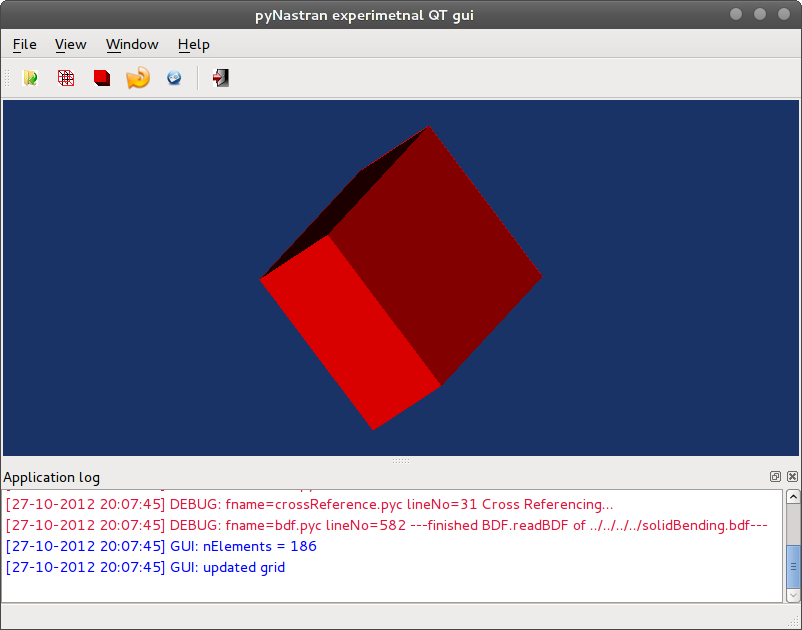 pyNastran experimetnal QT gui
File View Window Help
Application log
[27-10-2012 20:07:45] DEBUG: fname=crossReference.pyc lineNo=31 Cross Referencing...
[27-10-2012 20:07:45] DEBUG: fname=bdf.pyc lineNo=582 ---finished BDF.readBDF of ../../../../solidBending.bdf---
[27-10-2012 20:07:45] GUI: nElements = 186
[27-10-2012 20:07:45] GUI: updated grid